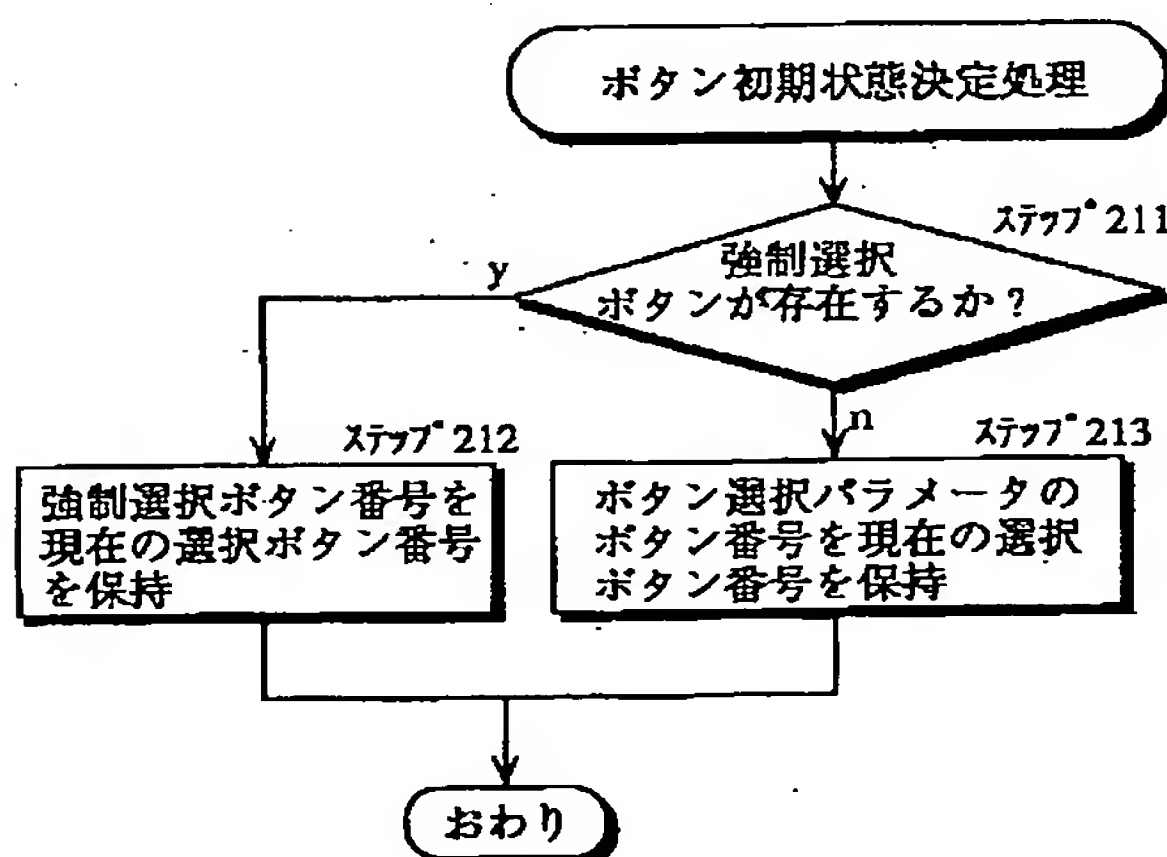 ボタン初期状態決定処理
ステップ211
強制選択
ボタンが存在するか?
y
n
ステップ212
強制選択ボタン番号を
現在の選択ボタン番号
を保持
ステップ213
ボタン選択パラメータの
ボタン番号を現在の選択
ボタン番号を保持
おわり